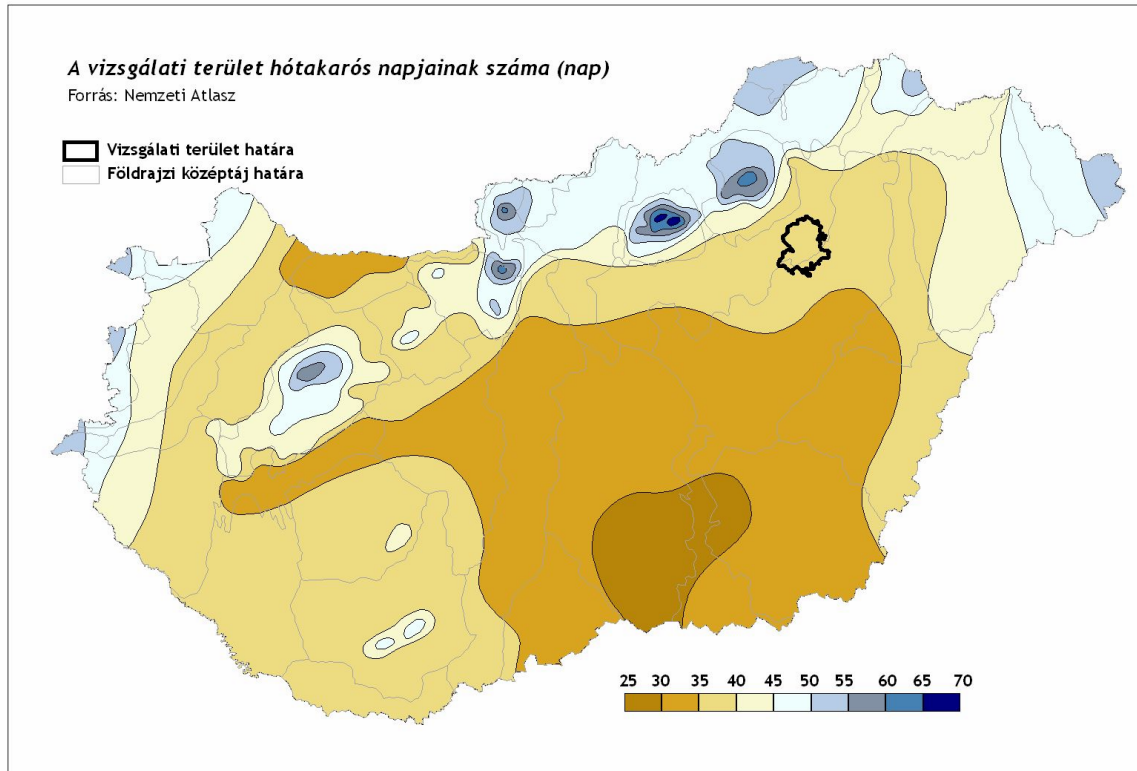 A vizsgálati terület hótakarós napjainak száma (nap)
Forrás: Nemzeti Atlasz
Vizsgálati terület határa
Földrajzi középtáj határa
25 30 35 40 45 50 55 60 65 70